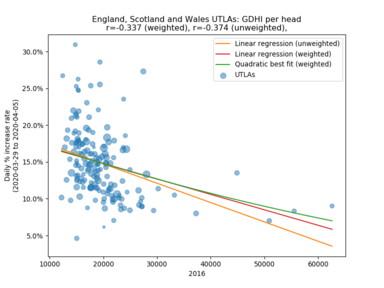 England, Scotland and Wales UTLAs: GDHI per head
r=-0.337 (weighted), r=-0.374 (unweighted),
Linear regression (unweighted)
Linear regression (weighted)
Quadratic best fit (weighted)
UTLAs
Daily % increase rate
(2020-03-29 to 2020-04-05)
30.0%
25.0%
20.0%
15.0%
10.0%
5.0%
10000 20000 30000 40000 50000 60000
2016